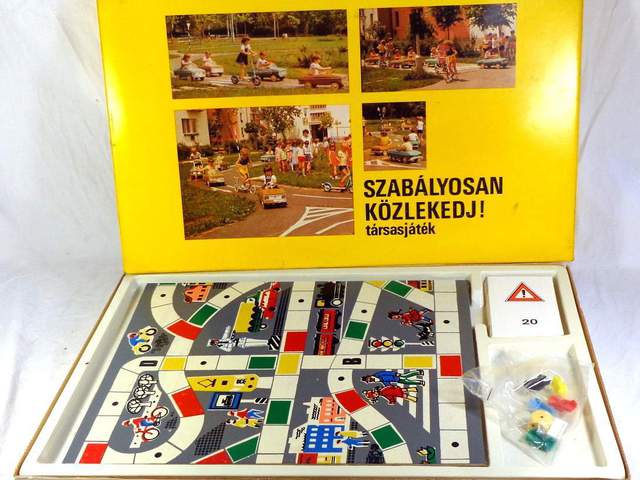 SZABÁLYOSAN
KÖZLEKEDJ!
társasjáték
!
20
D
B